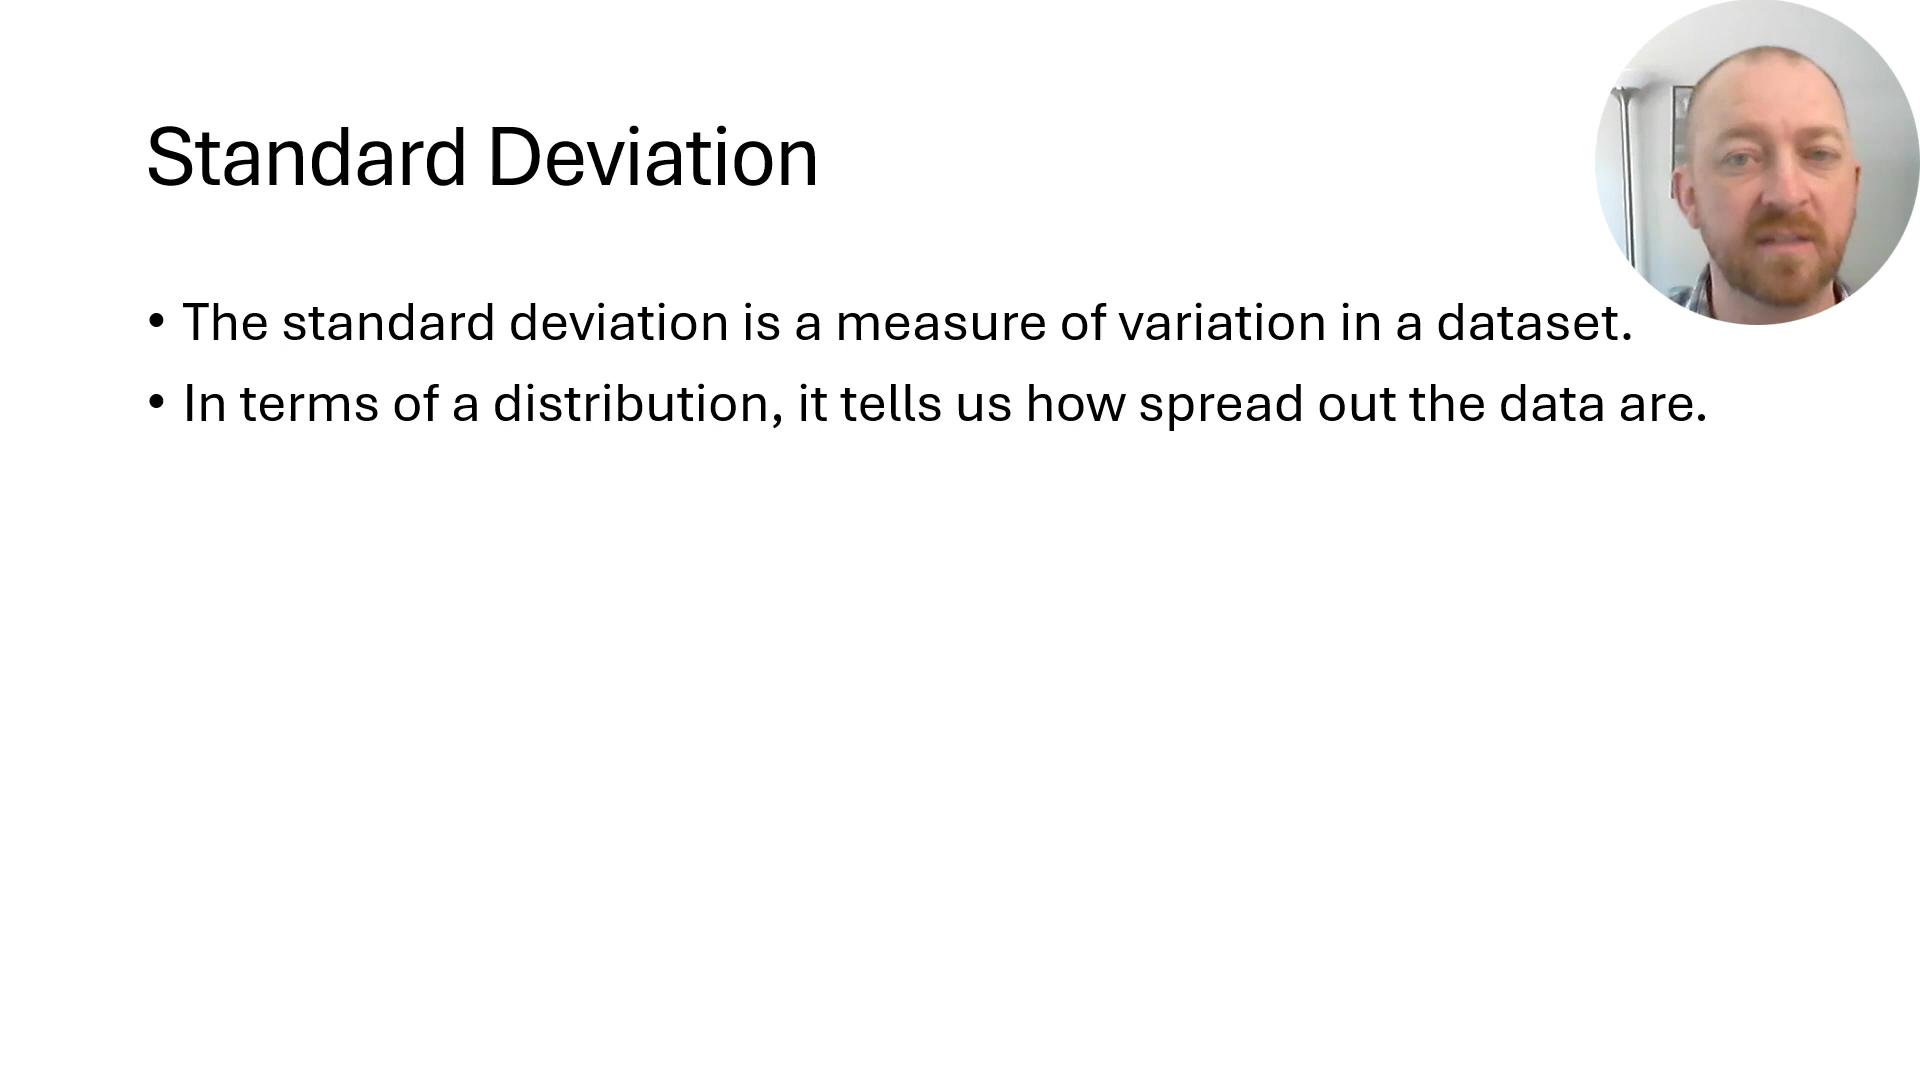 Standard Deviation
• The standard deviation is a measure of variation in a dataset.
• In terms of a distribution, it tells us how spread out the data are.